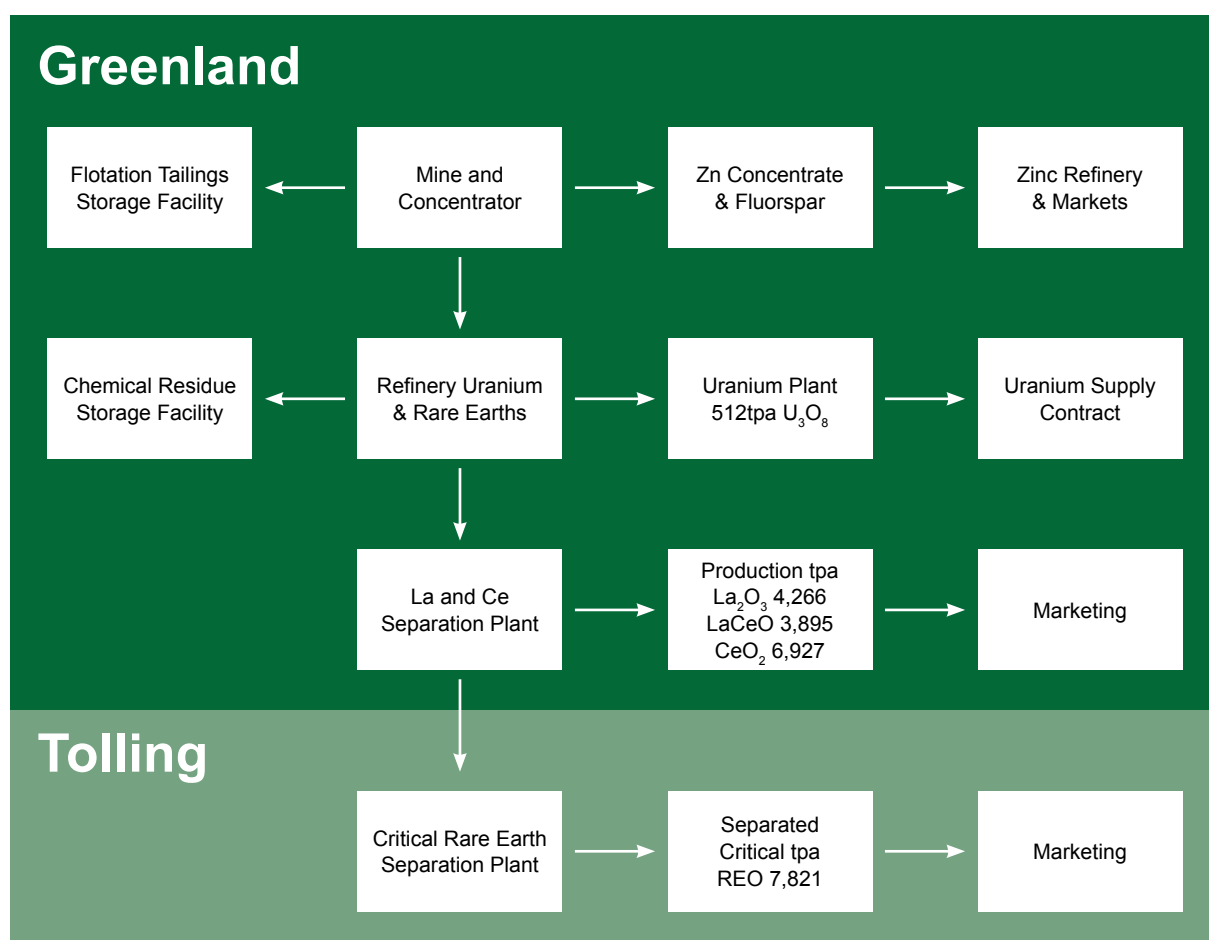 Greenland
Flotation Tailings
Storage Facility
Mine and
Concentrator
Zn Concentrate
& Fluorspar
Zinc Refinery
& Markets
Chemical Residue
Storage Facility
Refinery Uranium
& Rare Earths
Uranium Plant
512tpa U₃O₈
Uranium Supply
Contract
La and Ce
Separation Plant
Production tpa
La₂O₃ 4,266
LaCeO 3,895
CeO₂ 6,927
Marketing
Tolling
Critical Rare Earth
Separation Plant
Separated
Critical tpa
REO 7,821
Marketing